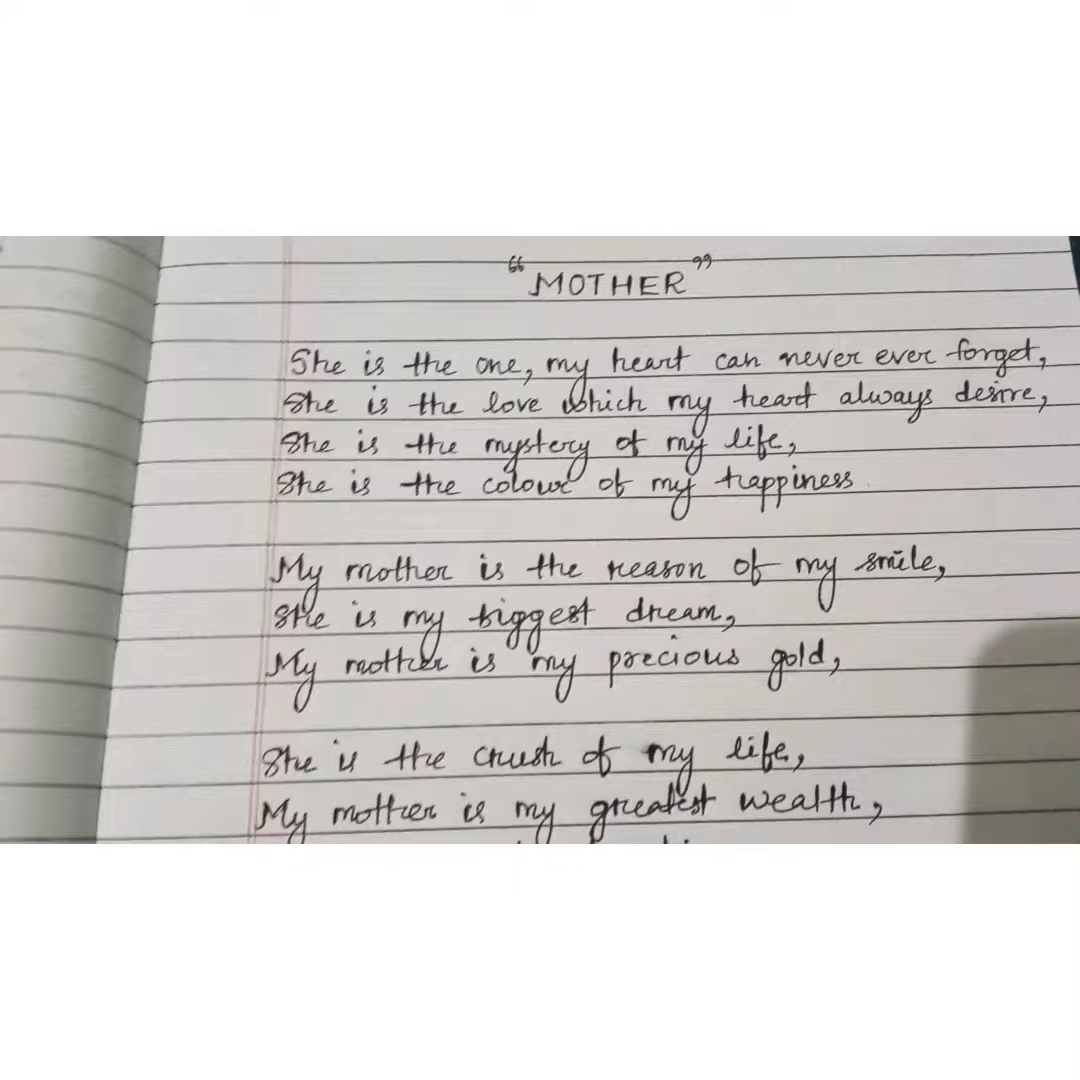 "MOTHER"
She is the one, my heart can never ever forget,
She is the love which my heart always desire,
She is the mystery of my life,
She is the colour of my happiness.
My mother is the reason of my smile,
She is my biggest dream,
My mother is my precious gold,
She is the crush of my life,
My mother is my greatest wealth,